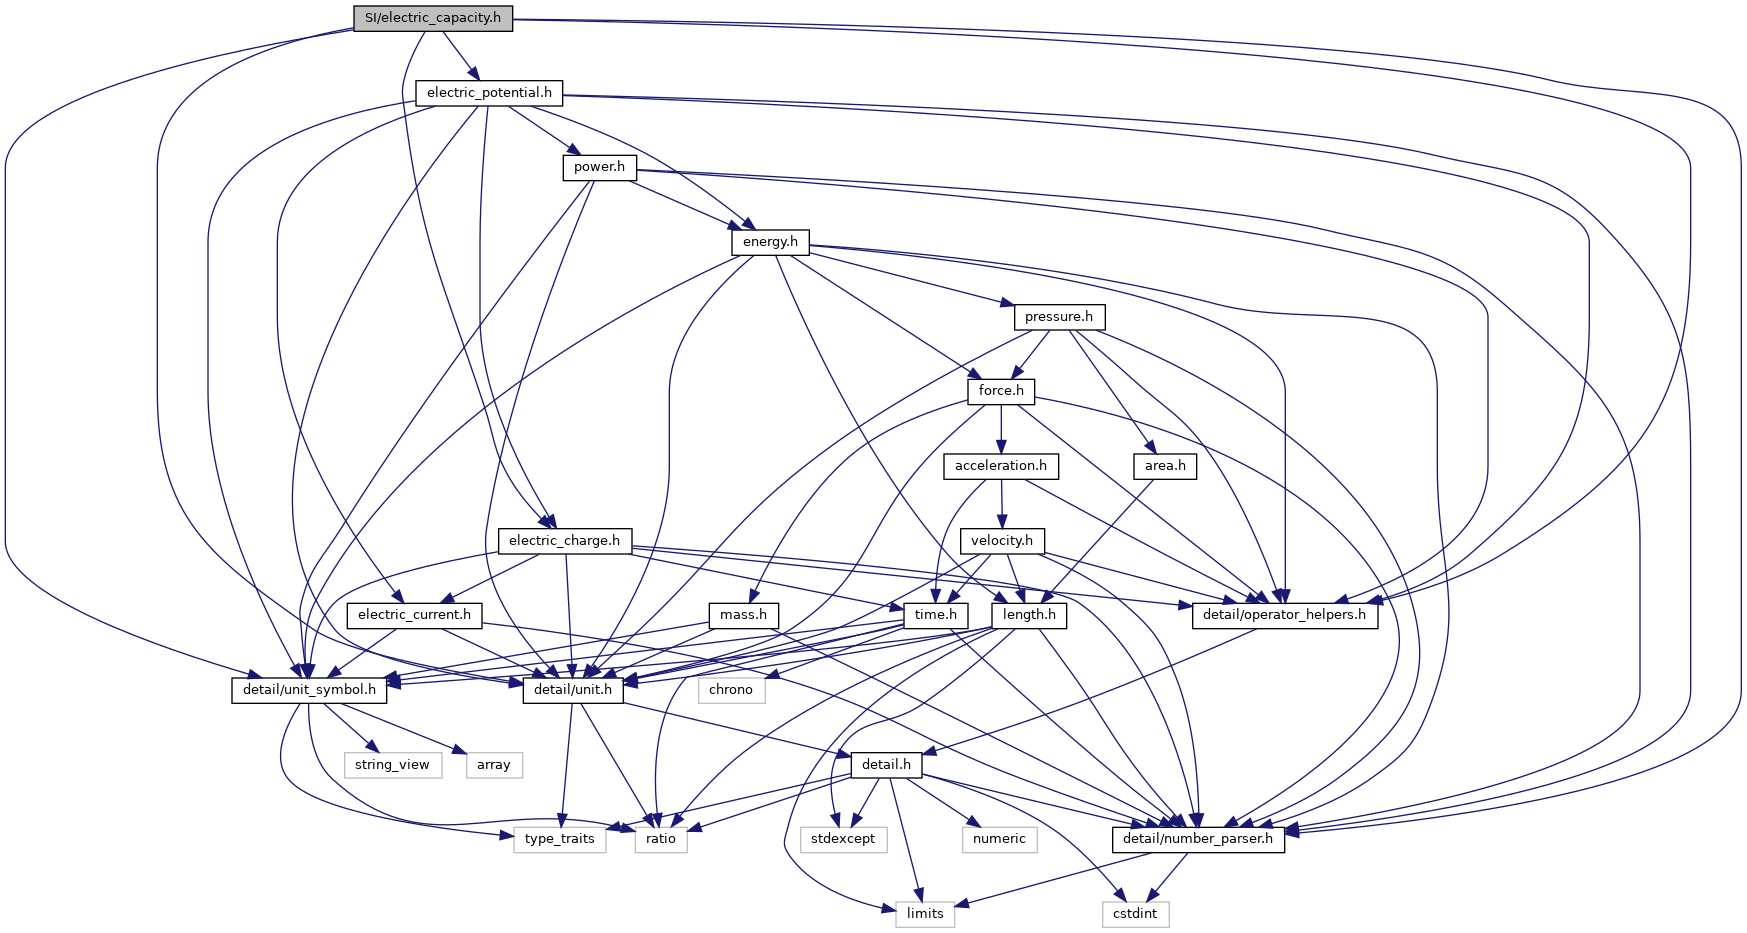 SI/electric_capacity.h
electric_potential.h
power.h
energy.h
pressure.h
force.h
acceleration.h
area.h
electric_charge.h
velocity.h
electric_current.h
mass.h
time.h
length.h
detail/operator_helpers.h
detail/unit_symbol.h
detail/unit.h
chrono
string_view
array
detail.h
type_traits
ratio
stdexcept
numeric
detail/number_parser.h
limits
cstdint